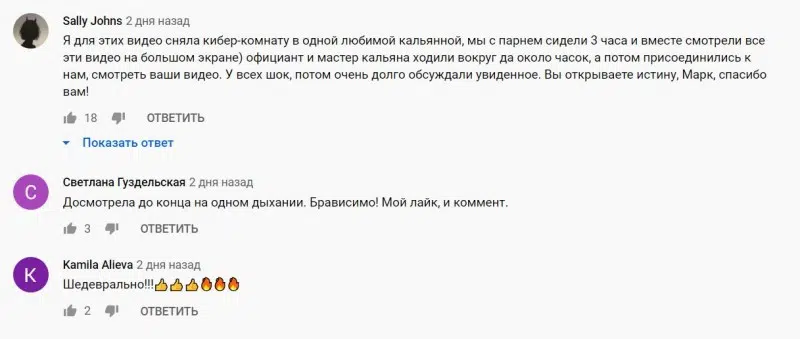 Sally Johns 2 дня назад
Я для этих видео сняла кибер-комнату в одной любимой кальянной, мы с парнем сидели 3 часа и вместе смотрели все
эти видео на большом экране) официант и мастер кальяна ходили вокруг да около часок, а потом присоединились к
нам, смотреть ваши видео. У всех шок, потом очень долго обсуждали увиденное. Вы открываете истину, Марк, спасибо
вам!
18 ОТВЕТИТЬ
Показать ответ
С
Светлана Гуздельская 2 дня назад
Досмотрела до конца на одном дыхании. Брависимо! Мой лайк, и коммент.
3 ОТВЕТИТЬ
K
Kamila Alieva 2 дня назад
Шедеврально!!!👍👍👍🔥🔥🔥
2 ОТВЕТИТЬ